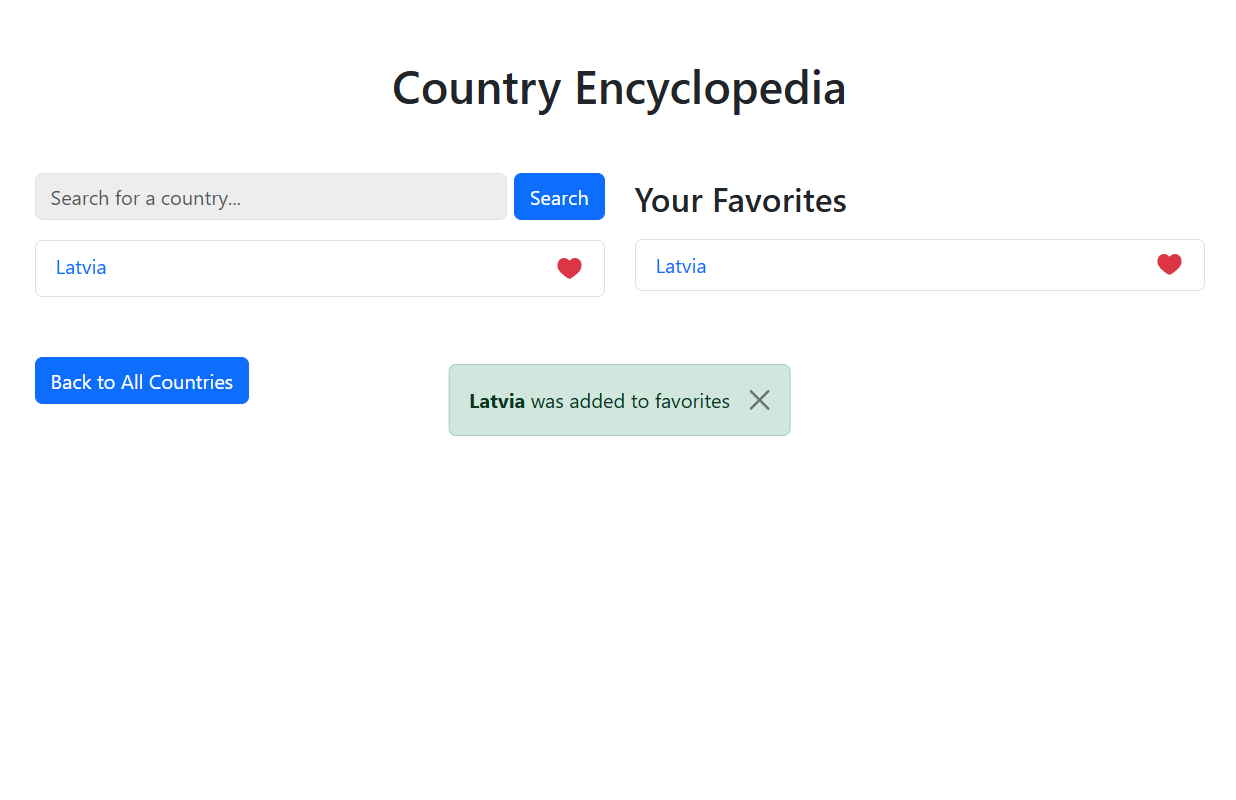 Country Encyclopedia
Search for a country...
Search
Latvia
Your Favorites
Latvia
Back to All Countries
Latvia was added to favorites